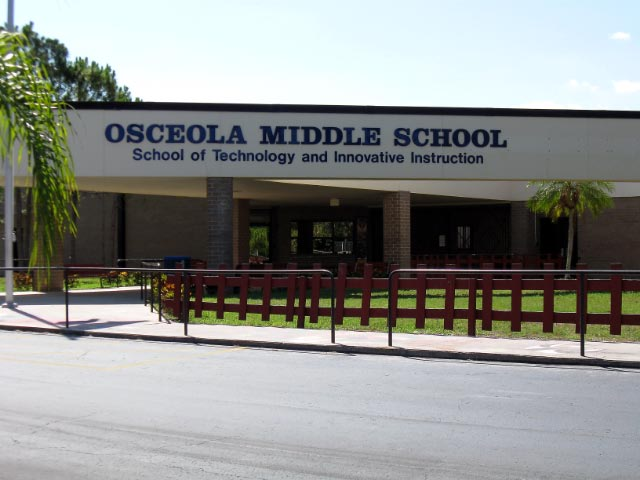 OSCEOLA MIDDLE SCHOOL
School of Technology and Innovative Instruction